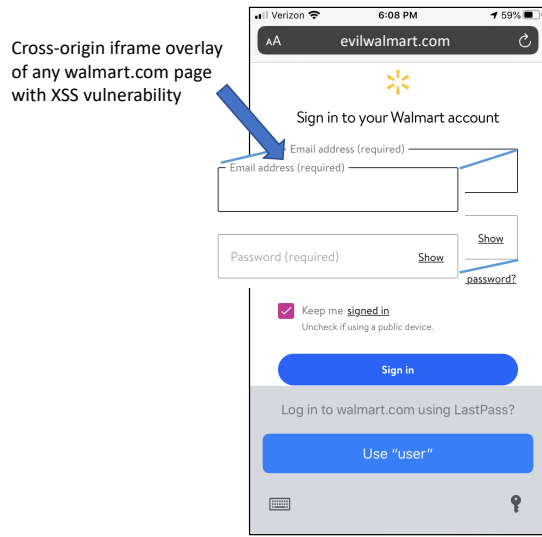 Verizon 6:08 PM 59%
AA evilwalmart.com
Cross-origin iframe overlay
of any walmart.com page
with XSS vulnerability
Sign in to your Walmart account
Email address (required)
Email address (required)
Show
Password (required) Show
password?
Keep me signed in
Uncheck if using a public device.
Sign in
Log in to walmart.com using LastPass?
Use “user”